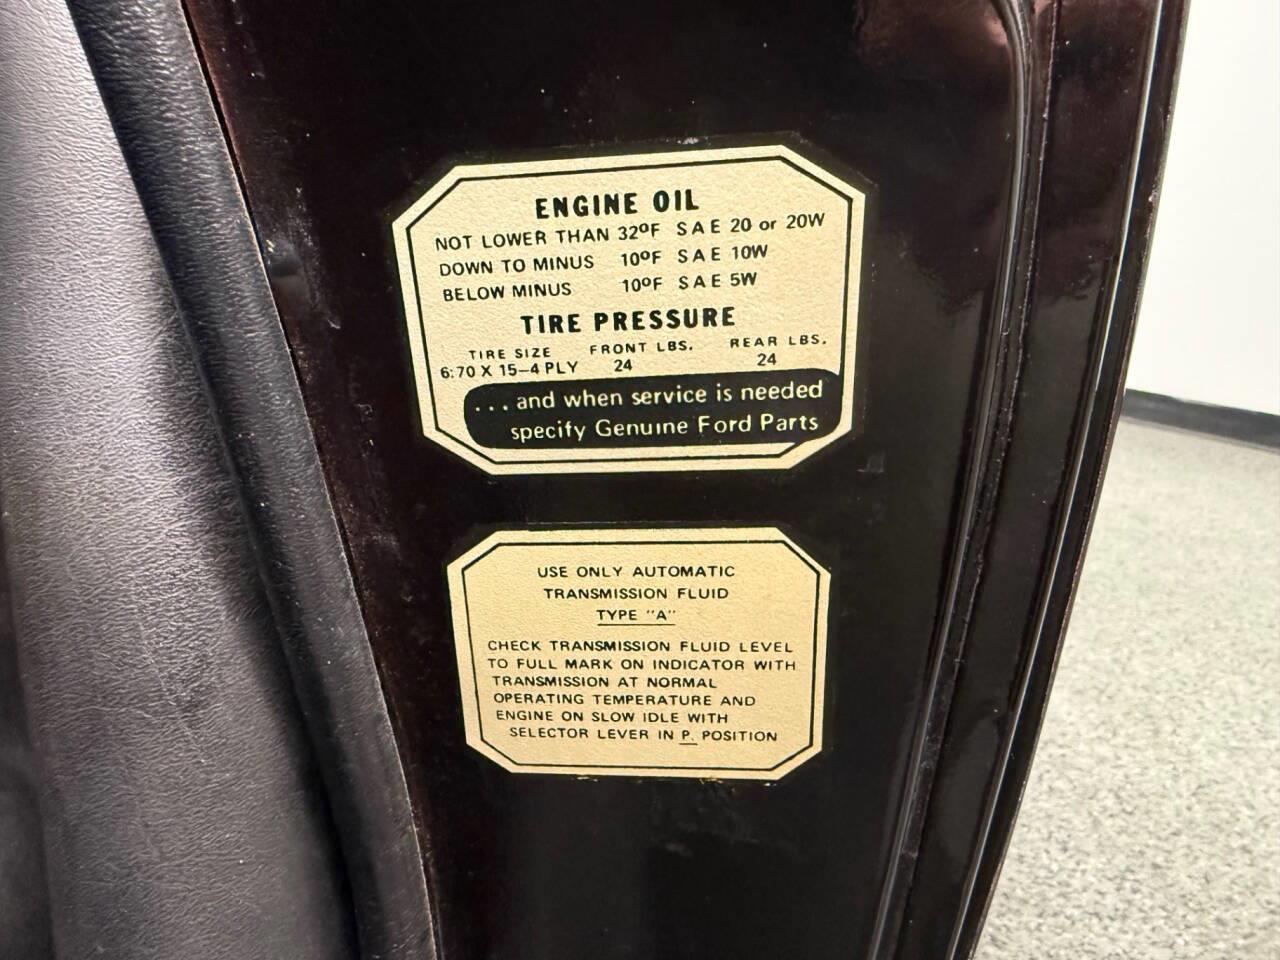 ENGINE OIL
NOT LOWER THAN 32ºF SAE 20 or 20W
DOWN TO MINUS 10ºF SAE 10W
BELOW MINUS 10ºF SAE 5W
TIRE PRESSURE
TIRE SIZE FRONT LBS. REAR LBS.
6:70 X 15-4 PLY 24 24
...and when service is needed
specify Genuine Ford Parts
USE ONLY AUTOMATIC
TRANSMISSION FLUID
TYPE "A"
CHECK TRANSMISSION FLUID LEVEL
TO FULL MARK ON INDICATOR WITH
TRANSMISSION AT NORMAL
OPERATING TEMPERATURE AND
ENGINE ON SLOW IDLE WITH
SELECTOR LEVER IN P. POSITION